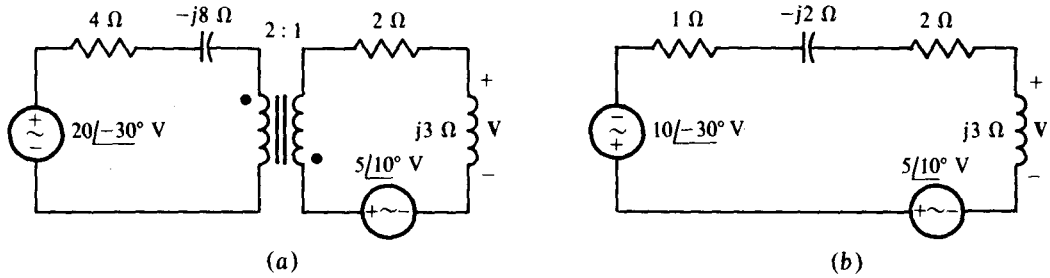 4 Ω
−j8 Ω
2 : 1
2 Ω
+
−
20/−30° V
j3 Ω
+
V
−
5/10° V
+ −
(a)
1 Ω
−j2 Ω
2 Ω
−
+
10/−30° V
j3 Ω
+
V
−
5/10° V
+ −
(b)